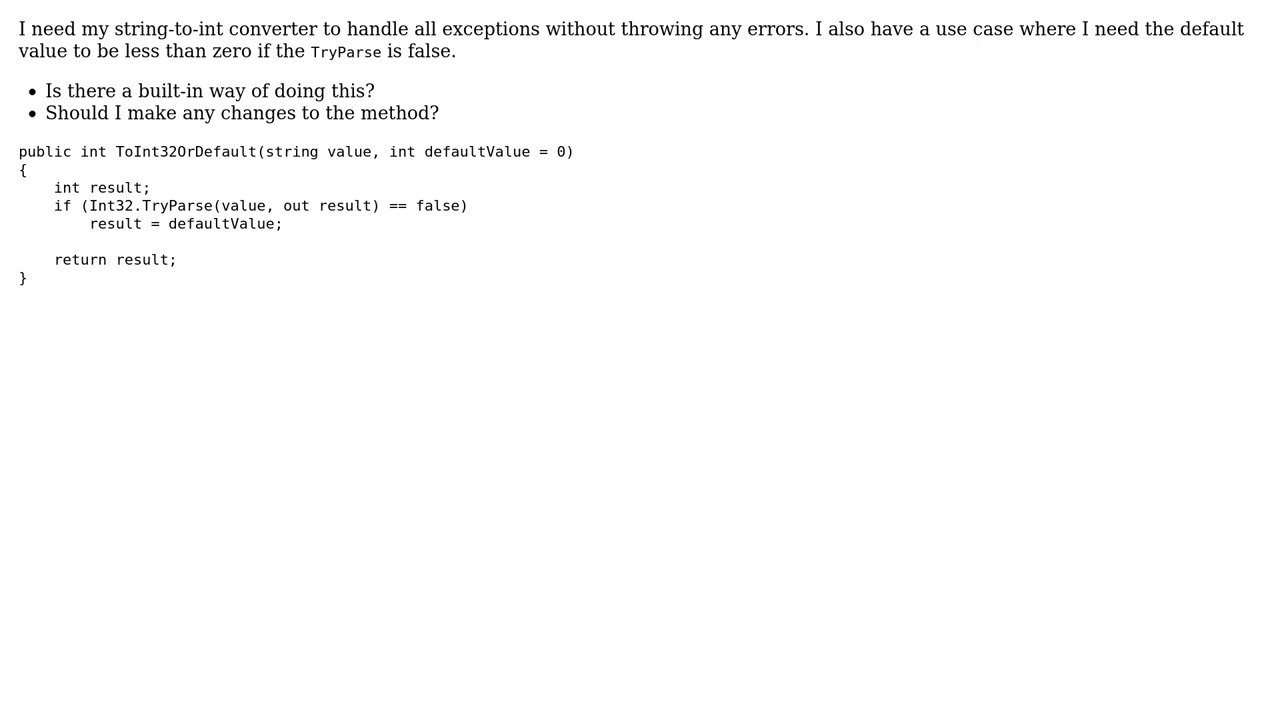 I need my string-to-int converter to handle all exceptions without throwing any errors. I also have a use case where I need the default
value to be less than zero if the TryParse is false.
• Is there a built-in way of doing this?
• Should I make any changes to the method?
public int ToInt32OrDefault(string value, int defaultValue = 0)
{
    int result;
    if (Int32.TryParse(value, out result) == false)
        result = defaultValue;
    return result;
}